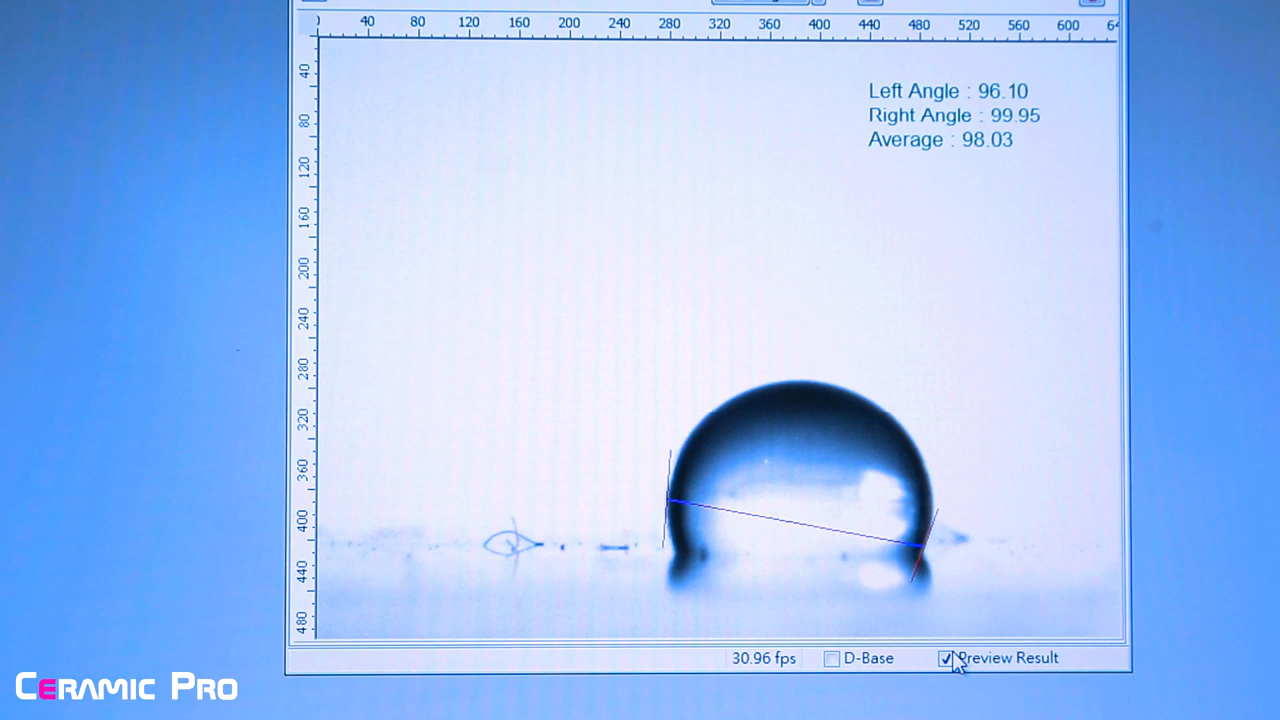 0 40 80 120 160 200 240 280 320 360 400 440 480 520 560 600 64
40
80
120
160
200
240
280
320
360
400
440
480
Left Angle : 96.10
Right Angle : 99.95
Average : 98.03
30.96 fps D-Base Preview Result
CERAMIC PRO